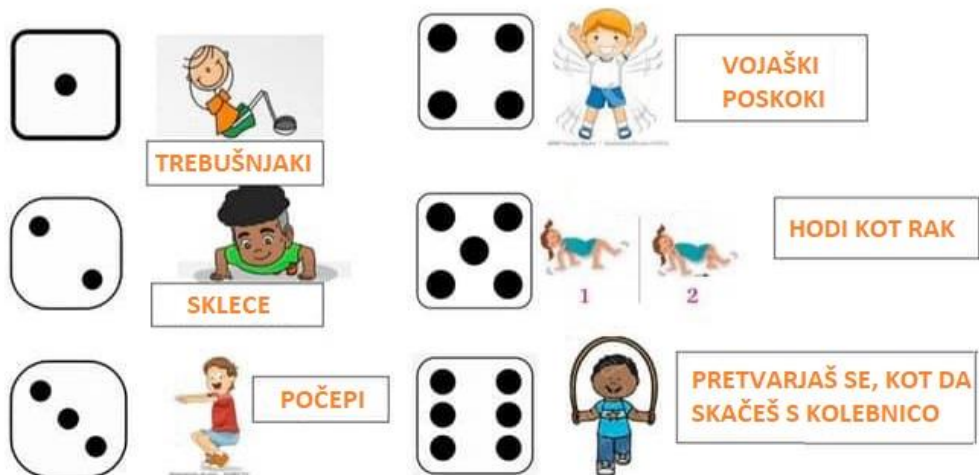 TREBUŠNJAKI
SKLECE
POČEPI
VOJAŠKI
POSKOKI
HODI KOT RAK
1
2
PRETVARJAŠ SE, KOT DA
SKAČEŠ S KOLEBNICO